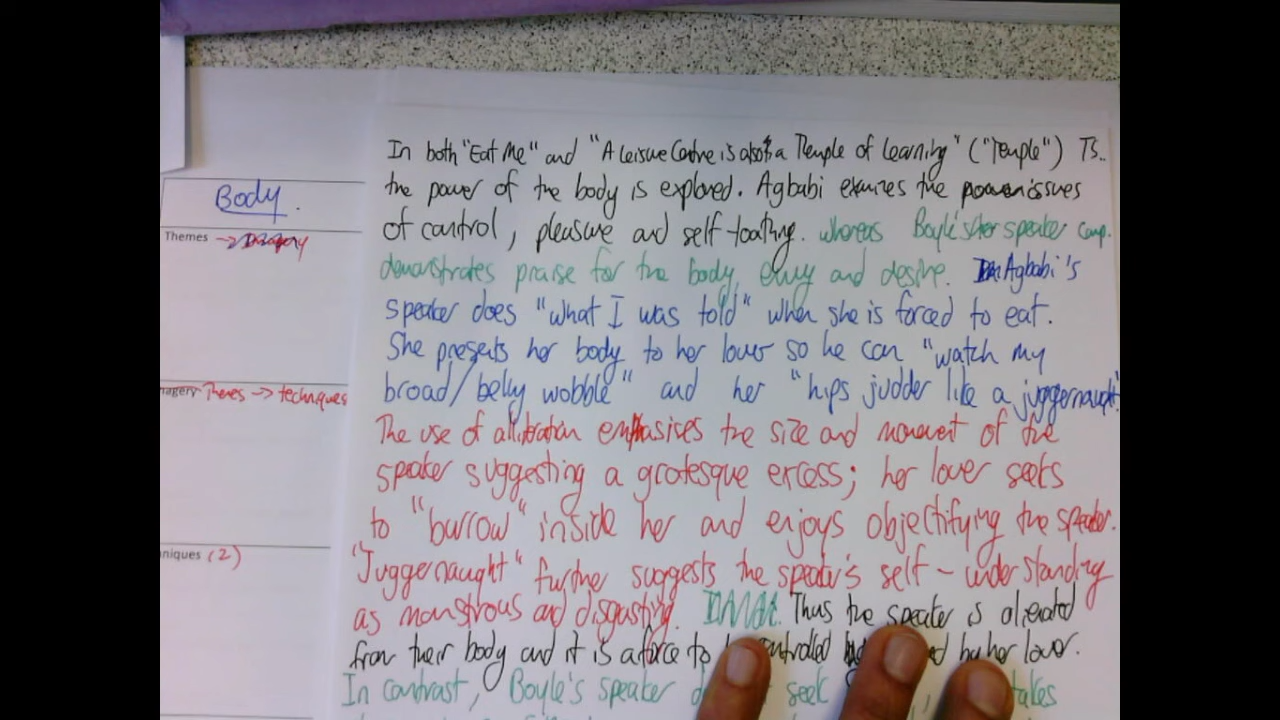 Body.
Themes
Themes -> techniques
niques (2)
In both "Eat Me" and "A Leisure Centre is also a Temple of Learning" ("Temple") TS..
the power of the body is explored. Agbabi examines the issues
of control, pleasure and self-loathing. whereas Boyle's speaker comp.
demonstrates praise for the body, envy and desire. Agbabi's
speaker does "what I was told" when she is forced to eat.
She presents her body to her lover so he can "watch my
broad/belly wobble" and her "hips judder like a juggernaught"
The use of alliteration emphasises the size and movement of the
speaker suggesting a grotesque excess; her lover seeks
to "burrow" inside her and enjoys objectifying the speaker.
"Juggernaught" further suggests the speaker's self-understanding
as monstrous and disgusting. Thus the speaker is alienated
from their body and it is a force to by her lover.
In contrast, Boyle's speaker seek takes